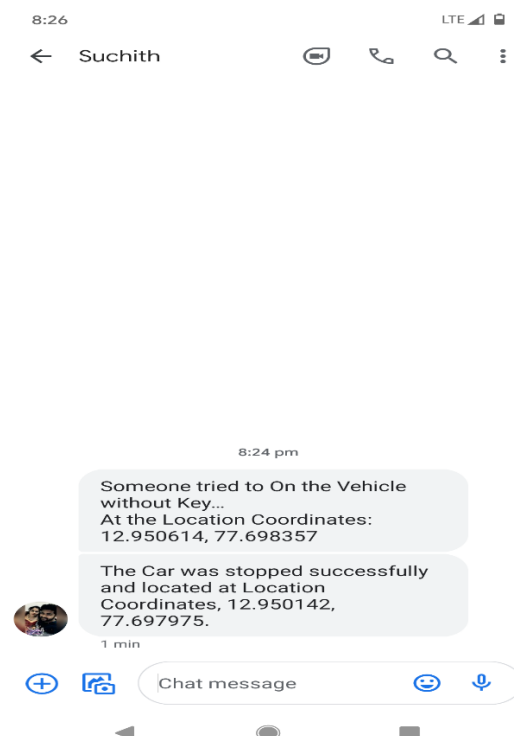 8:26 LTE
Suchith
8:24 pm
Someone tried to On the Vehicle
without Key...
At the Location Coordinates:
12.950614, 77.698357
The Car was stopped successfully
and located at Location
Coordinates, 12.950142,
77.697975.
1 min
Chat message